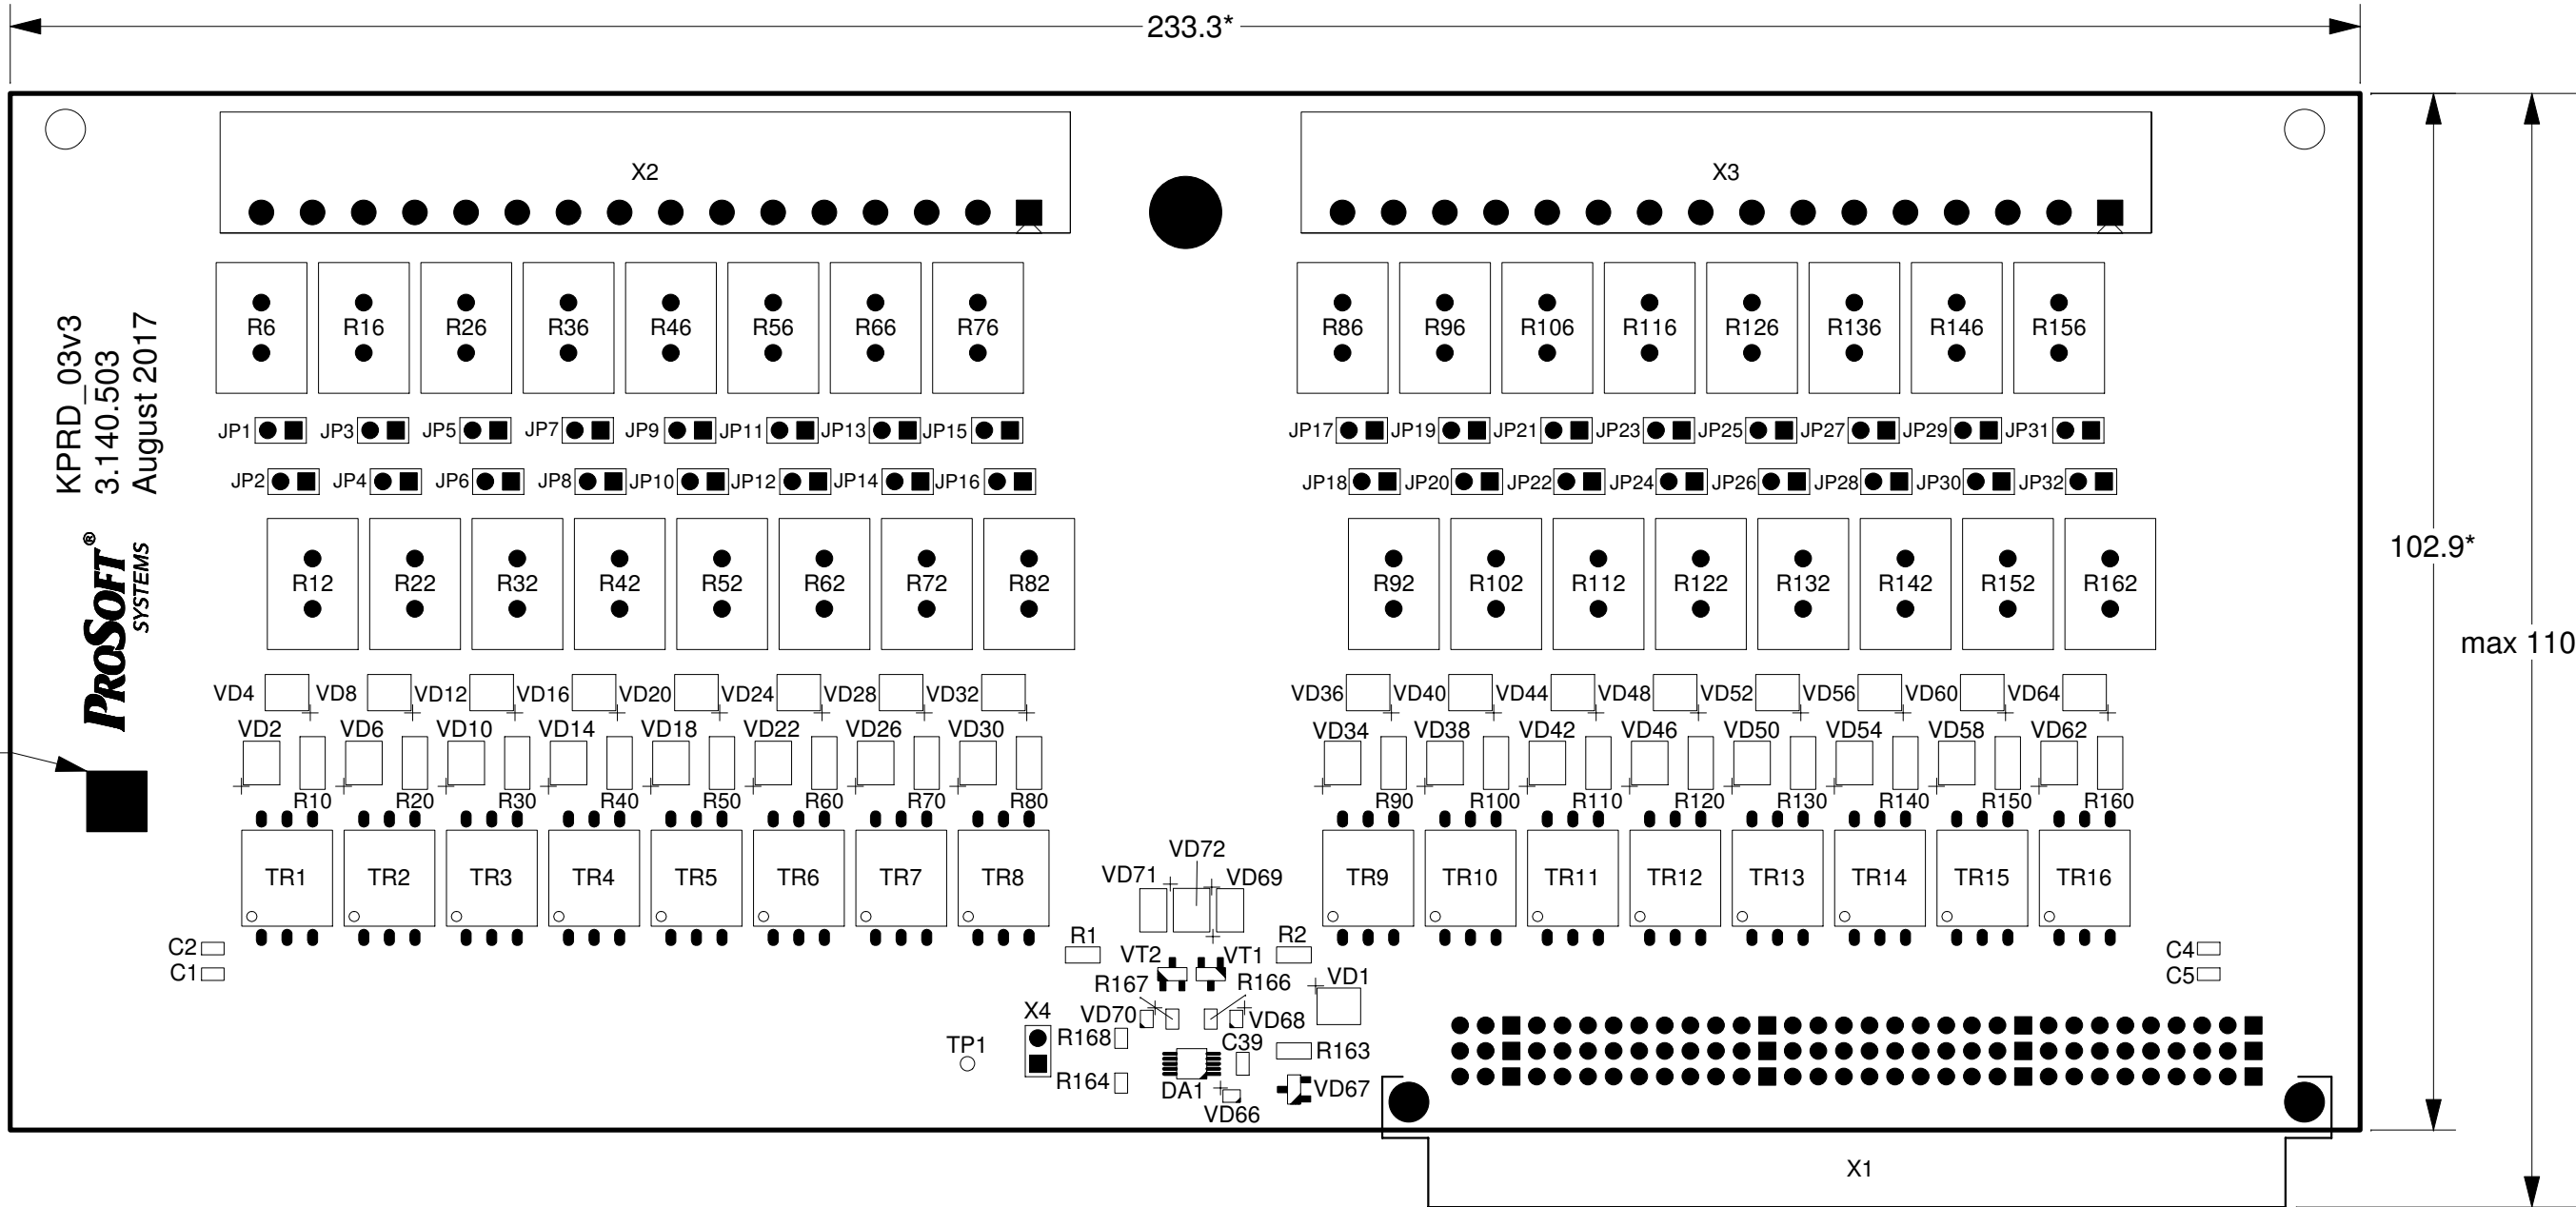 233.3*
X2 X3
KPRD_03v3
3.140.503
August 2017
R6 R16 R26 R36 R46 R56 R66 R76 R86 R96 R106 R116 R126 R136 R146 R156
JP1 JP3 JP5 JP7 JP9 JP11 JP13 JP15 JP17 JP19 JP21 JP23 JP25 JP27 JP29 JP31
JP2 JP4 JP6 JP8 JP10 JP12 JP14 JP16 JP18 JP20 JP22 JP24 JP26 JP28 JP30 JP32
PROSOFT®
SYSTEMS
102.9*
R12 R22 R32 R42 R52 R62 R72 R82 R92 R102 R112 R122 R132 R142 R152 R162
max 110
VD4 VD8 VD12 VD16 VD20 VD24 VD28 VD32 VD36 VD40 VD44 VD48 VD52 VD56 VD60 VD64
VD2 VD6 VD10 VD14 VD18 VD22 VD26 VD30 VD34 VD38 VD42 VD46 VD50 VD54 VD58 VD62
R10 R20 R30 R40 R50 R60 R70 R80 R90 R100 R110 R120 R130 R140 R150 R160
VD72
TR1 TR2 TR3 TR4 TR5 TR6 TR7 TR8 VD71 VD69 TR9 TR10 TR11 TR12 TR13 TR14 TR15 TR16
R1 R2
C2 VT2 VT1 C4
C1 R167 R166 VD1 C5
X4 VD70 VD68
TP1 R168 C39 R163
R164 DA1 VD67
VD66
X1